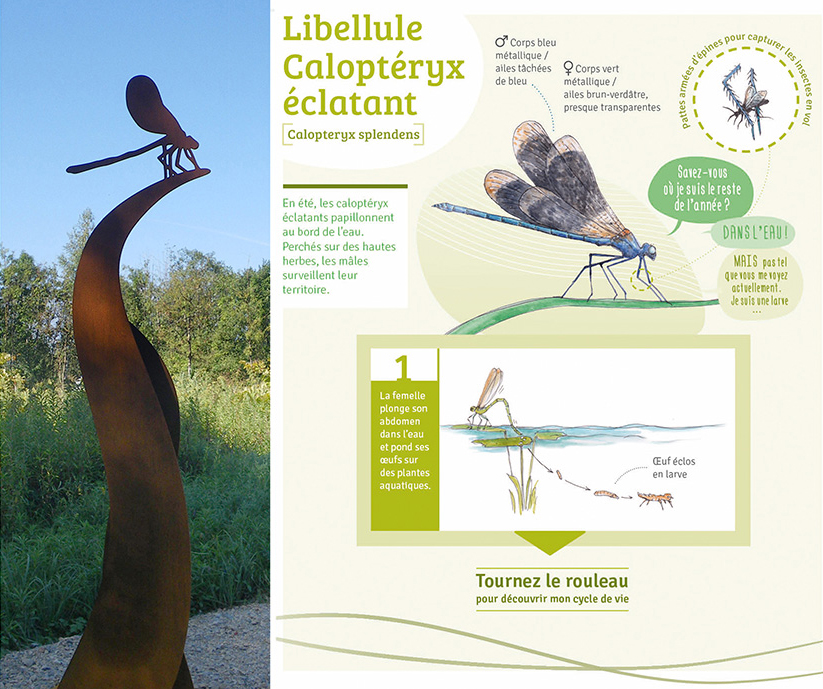 Libellule
Caloptéryx
éclatant
Calopteryx splendens
♂ Corps bleu
métallique /
ailes tâchées
de bleu
♀ Corps vert
métallique /
ailes brun-verdâtre,
presque transparentes
Pattes armées d'épines pour capturer les insectes en vol
En été, les caloptéryx
éclatants papillonnent
au bord de l'eau.
Perchés sur des hautes
herbes, les mâles
surveillent leur
territoire.
Savez-vous
où je suis le reste
de l'année ?
DANS L'EAU !
MAIS pas tel
que vous me voyez
actuellement.
Je suis une larve
...
1
La femelle
plonge son
abdomen
dans l'eau
et pond ses
œufs sur
des plantes
aquatiques.
Œuf éclos
en larve
Tournez le rouleau
pour découvrir mon cycle de vie